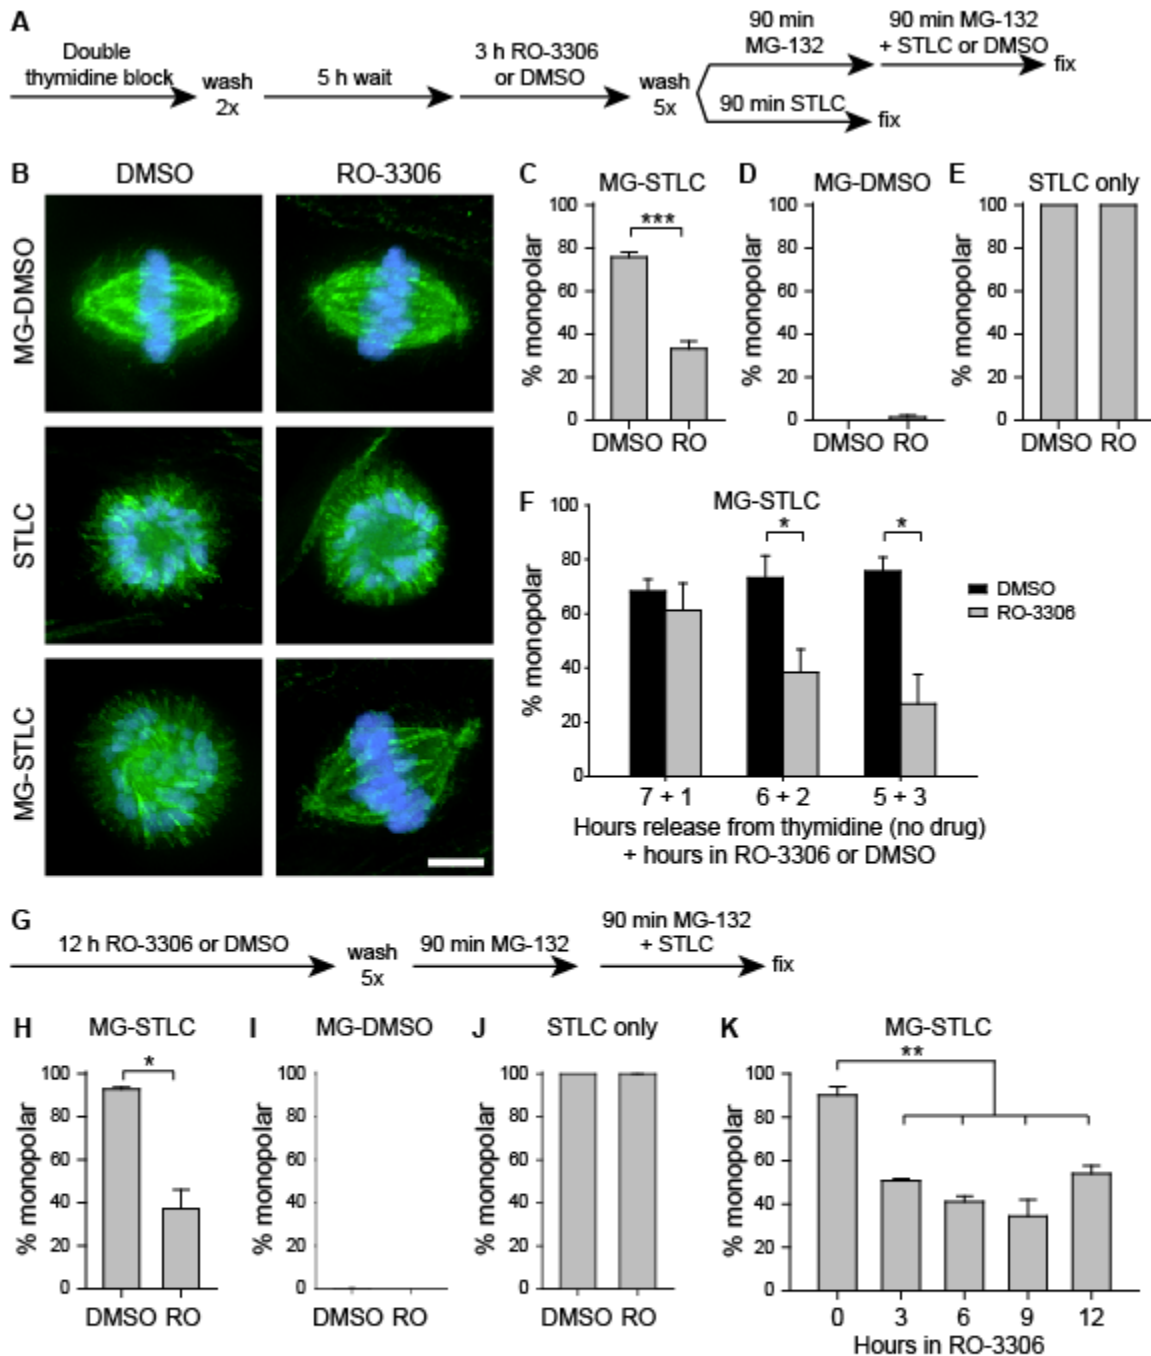 A
Double
thymidine block
wash
2x
5 h wait
3 h RO-3306
or DMSO
wash
5x
90 min
MG-132
90 min MG-132
+ STLC or DMSO
fix
90 min STLC
fix
B
DMSO
RO-3306
MG-DMSO
STLC
MG-STLC
C
MG-STLC
% monopolar
100
80
60
40
20
0
***
DMSO RO
D
MG-DMSO
% monopolar
100
80
60
40
20
0
DMSO RO
E
STLC only
% monopolar
100
80
60
40
20
0
DMSO RO
F
MG-STLC
% monopolar
100
80
60
40
20
0
*
*
DMSO
RO-3306
7 + 1
6 + 2
5 + 3
Hours release from thymidine (no drug)
+ hours in RO-3306 or DMSO
G
12 h RO-3306 or DMSO
wash
5x
90 min MG-132
90 min MG-132
+ STLC
fix
H
MG-STLC
% monopolar
100
80
60
40
20
0
*
DMSO RO
I
MG-DMSO
% monopolar
100
80
60
40
20
0
DMSO RO
J
STLC only
% monopolar
100
80
60
40
20
0
DMSO RO
K
MG-STLC
% monopolar
100
80
60
40
20
0
**
0 3 6 9 12
Hours in RO-3306